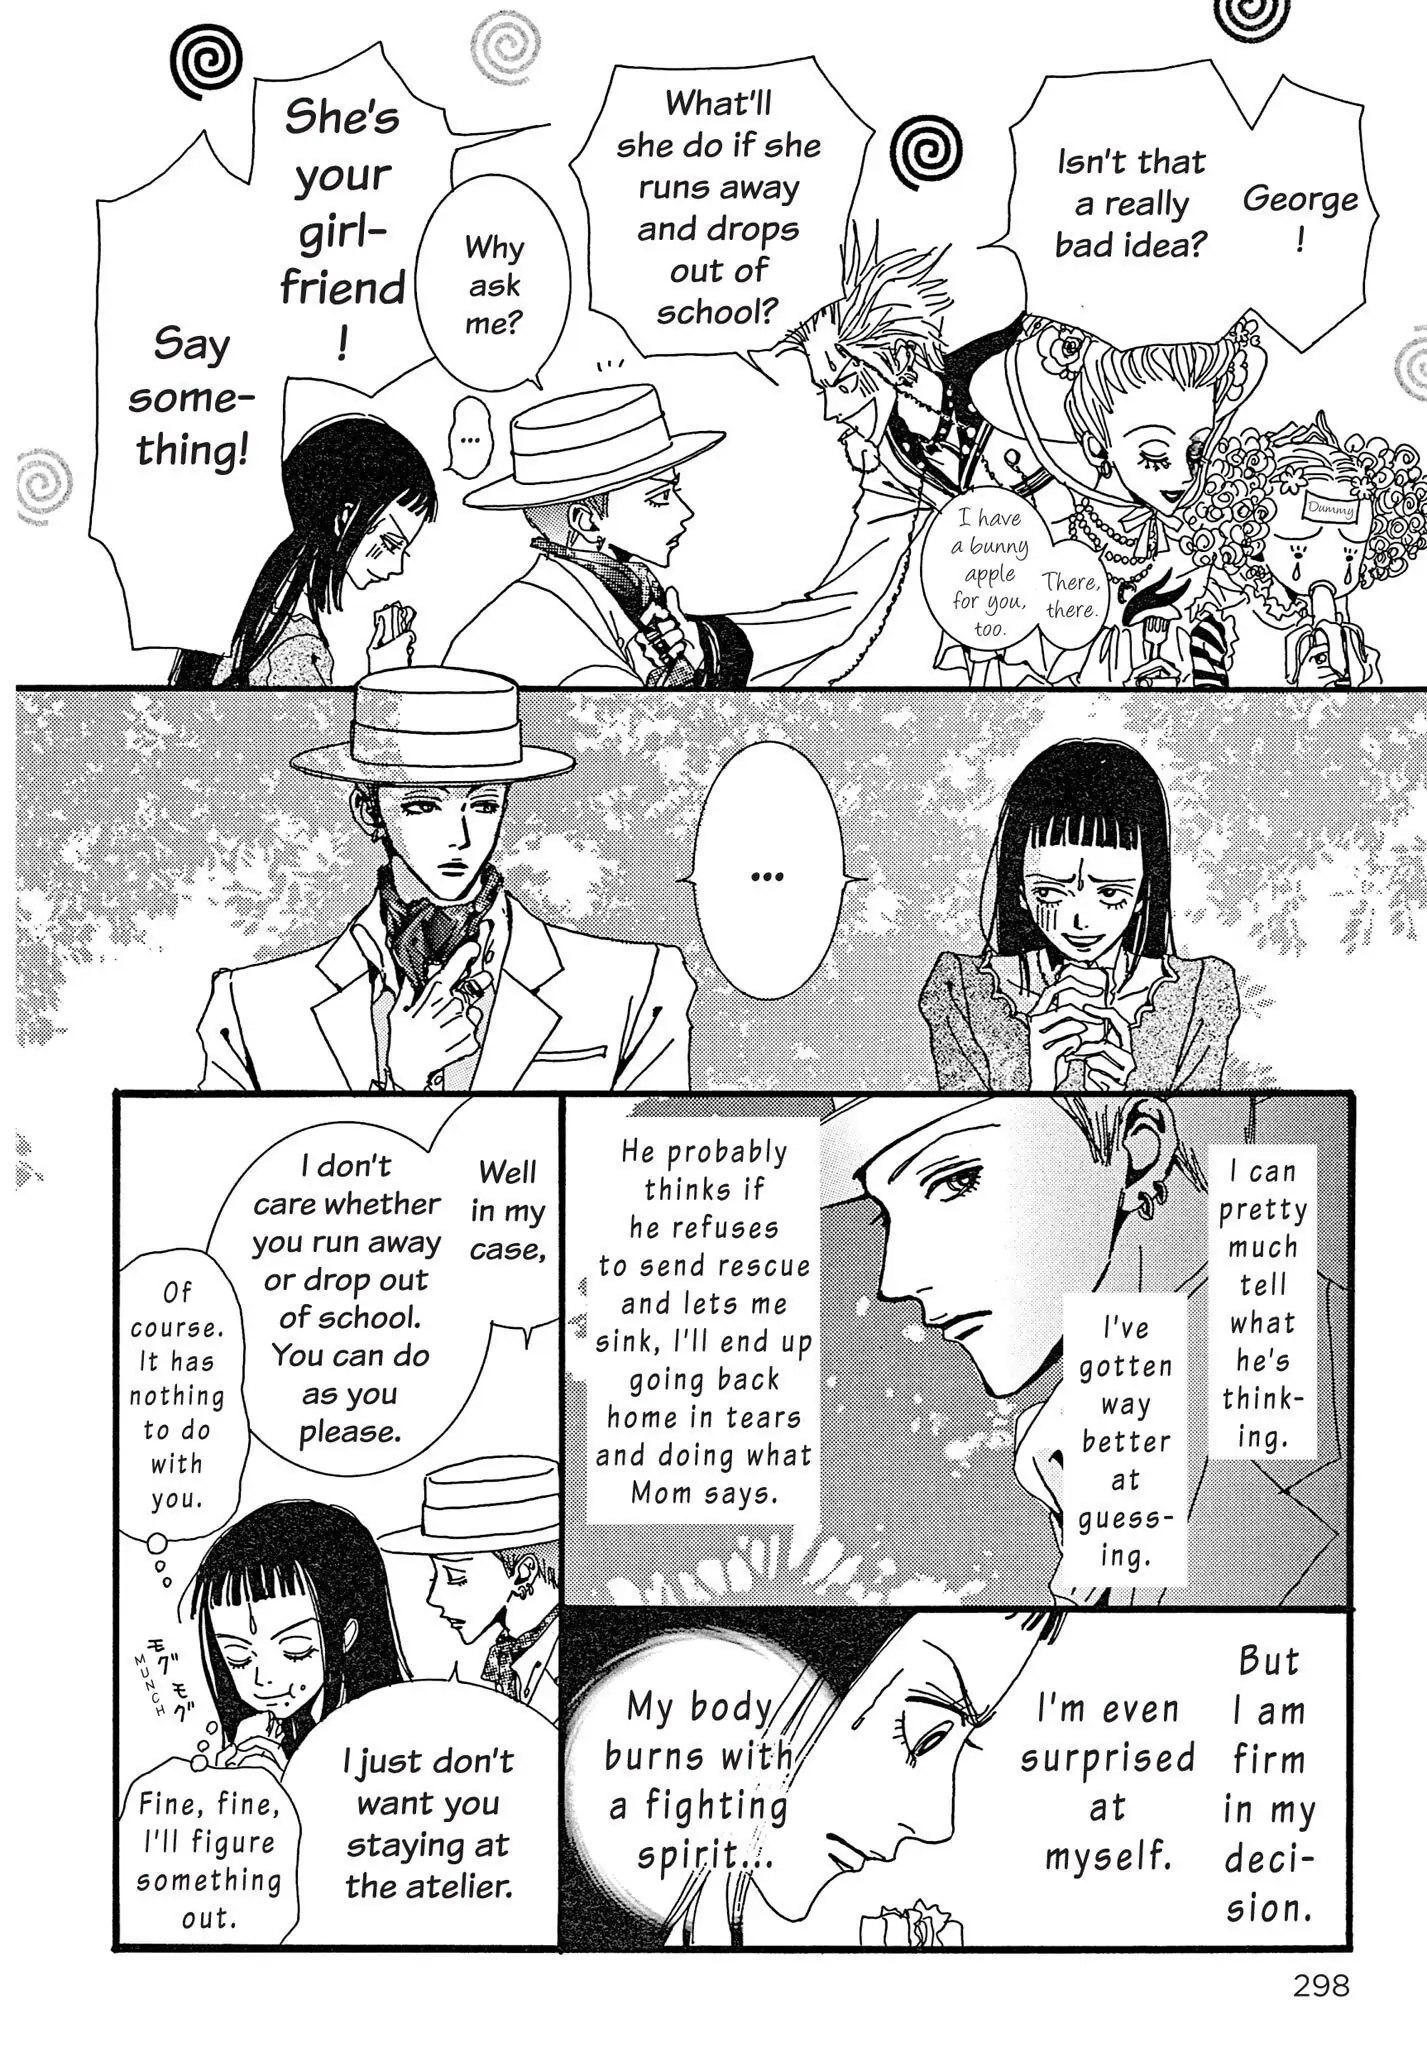 George
!
Isn't that
a really
bad idea?
What'll
she do if she
runs away
and drops
out of
school?
Why
ask
me?
...
She's
your
girl-
friend
!
Say
some-
thing!
Dummy
There,
there.
I have
a bunny
apple
for you,
too.
...
I can
pretty
much
tell
what
he's
think-
ing.
I've
gotten
way
better
at
guess-
ing.
He probably
thinks if
he refuses
to send rescue
and lets me
sink, I'll end up
going back
home in tears
and doing what
Mom says.
Well
in my
case,
I don't
care whether
you run away
or drop out
of school.
You can do
as you
please.
Of
course.
It has
nothing
to do
with
you.
モグ
モグ
MUNCH
I just don't
want you
staying at
the atelier.
Fine, fine,
I'll figure
something
out.
But
I am
firm
in my
deci-
sion.
I'm even
surprised
at
myself.
My body
burns with
a fighting
spirit...
298